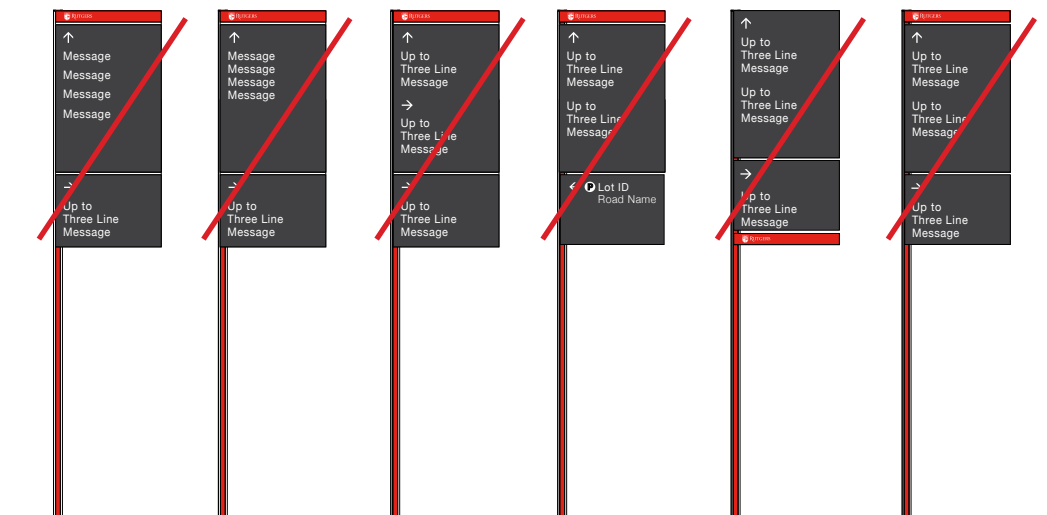 RUTGERS
↑
Message
Message
Message
Message
→
Up to
Three Line
Message
RUTGERS
↑
Message
Message
Message
Message
→
Up to
Three Line
Message
RUTGERS
↑
Up to
Three Line
Message
→
Up to
Three Line
Message
→
Up to
Three Line
Message
RUTGERS
↑
Up to
Three Line
Message
Up to
Three Line
Message
← P Lot ID
Road Name
↑
Up to
Three Line
Message
Up to
Three Line
Message
→
Up to
Three Line
Message
RUTGERS
RUTGERS
↑
Up to
Three Line
Message
Up to
Three Line
Message
→
Up to
Three Line
Message